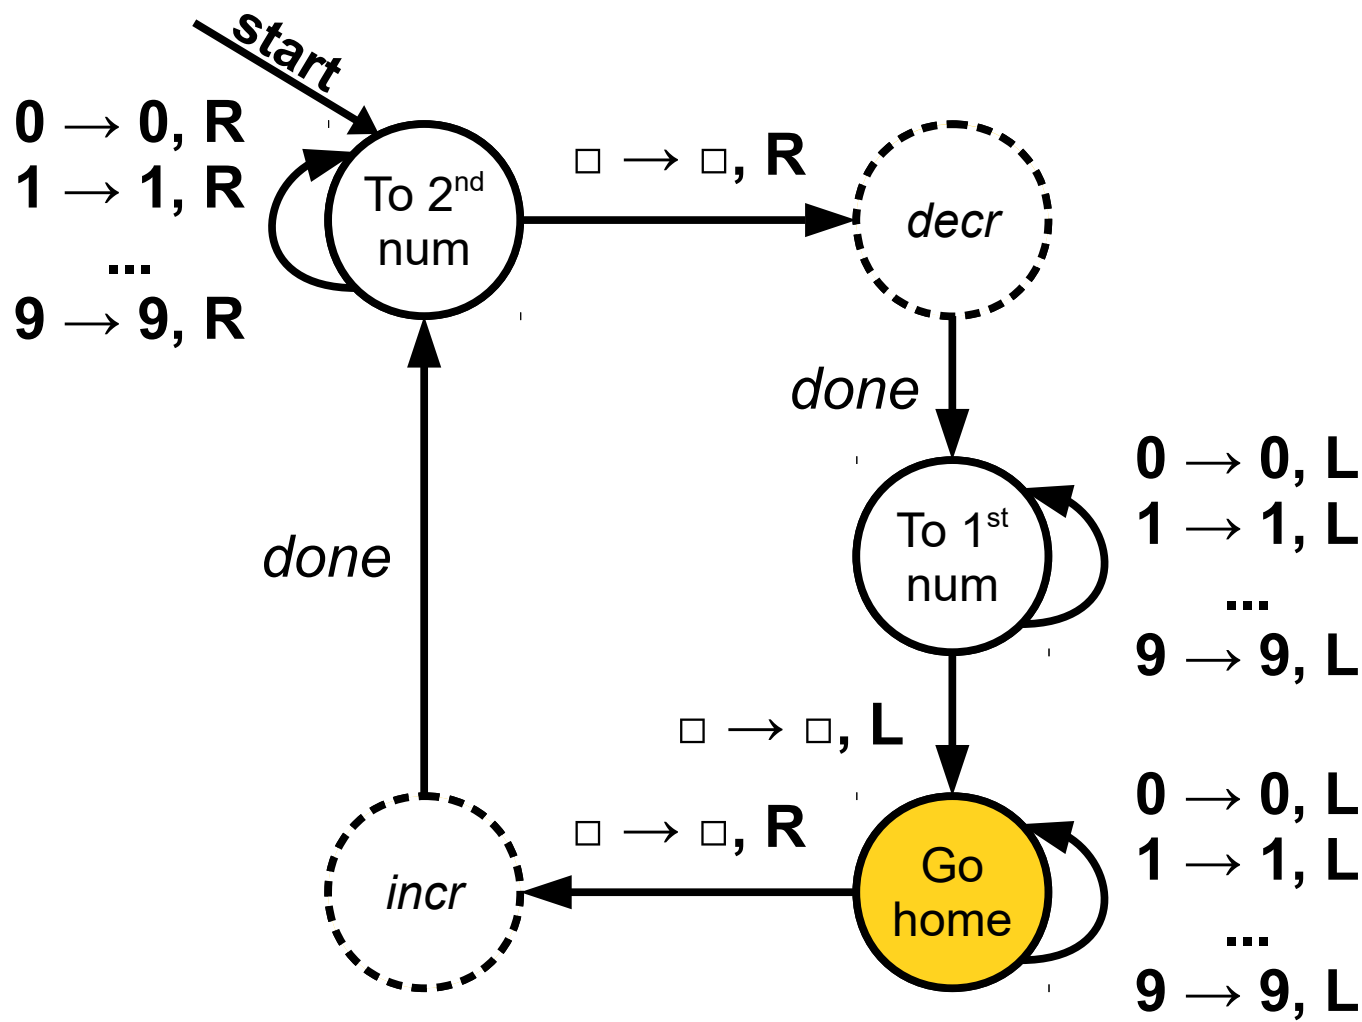 start
0 → 0, R
1 → 1, R
...
9 → 9, R
To 2nd
num
□ → □, R
decr
done
0 → 0, L
1 → 1, L
...
9 → 9, L
To 1st
num
done
□ → □, L
□ → □, R
0 → 0, L
1 → 1, L
...
9 → 9, L
Go
home
incr